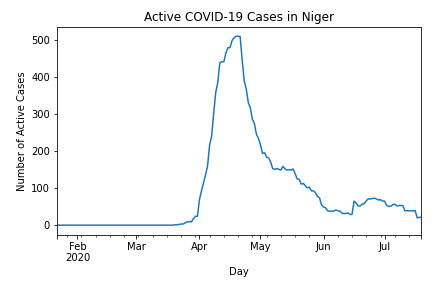 Active COVID-19 Cases in Niger
Number of Active Cases
500
400
300
200
100
0
Feb
2020
Mar
Apr
May
Jun
Jul
Day